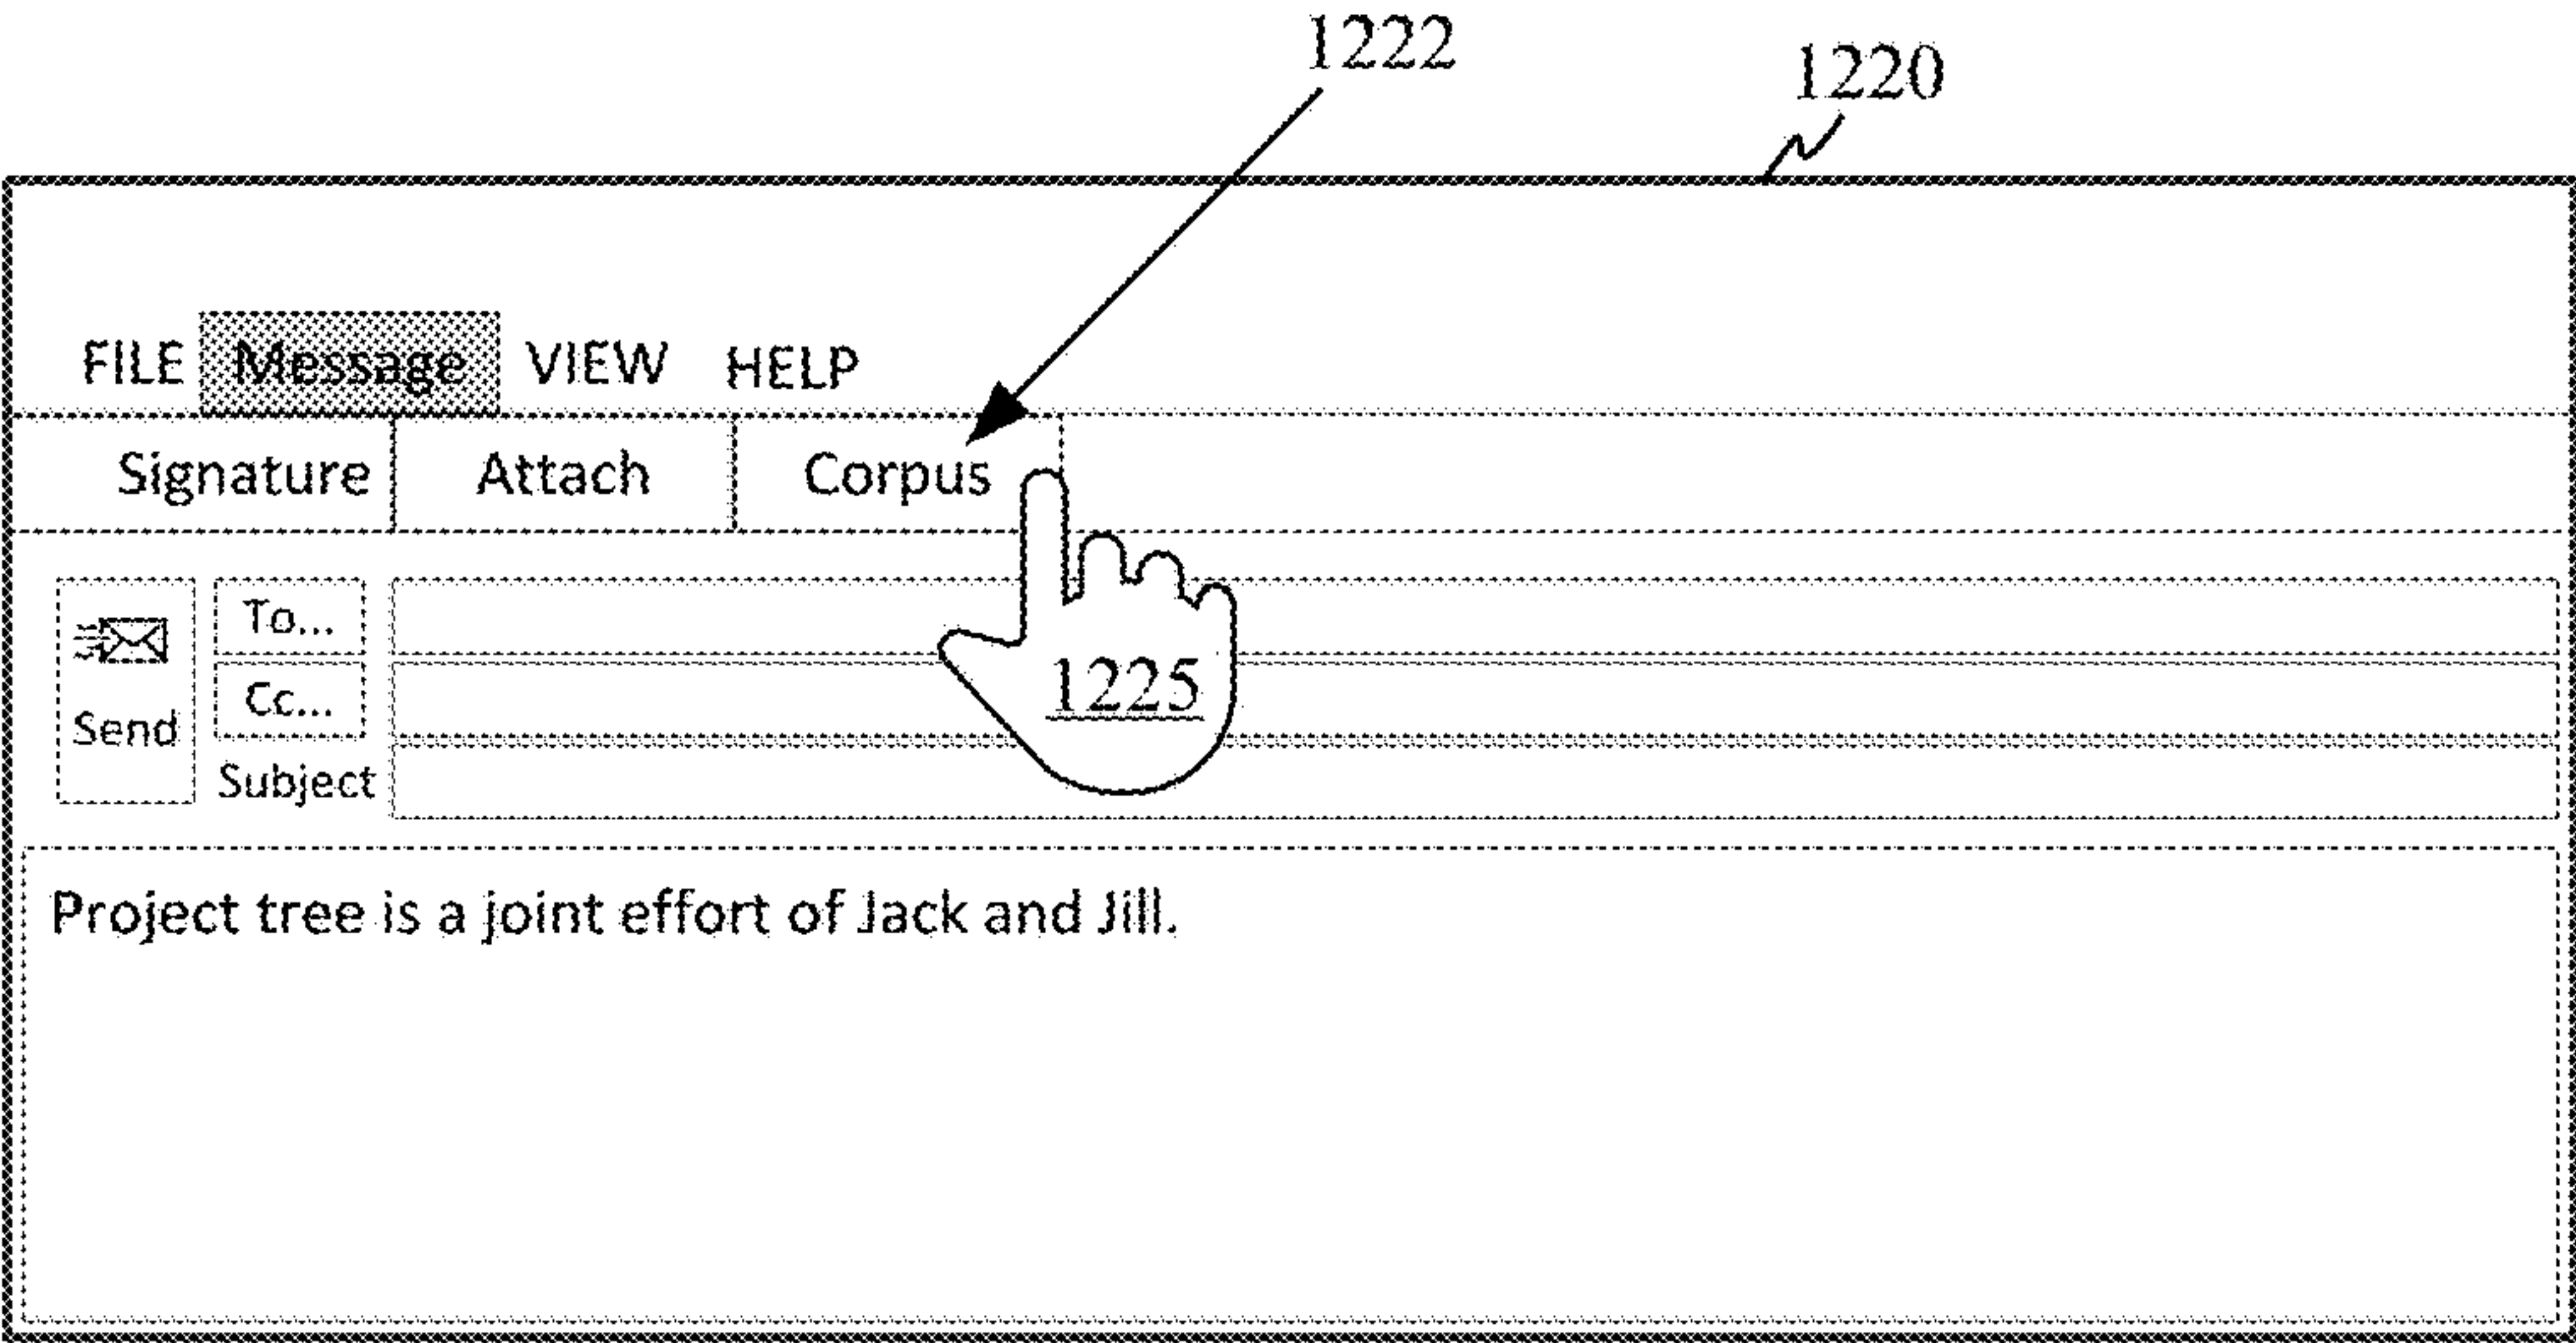 1222
1220
FILE Message VIEW HELP
Signature Attach Corpus
To...
Cc...
1225
Send
Subject
Project tree is a joint effort of Jack and Jill.